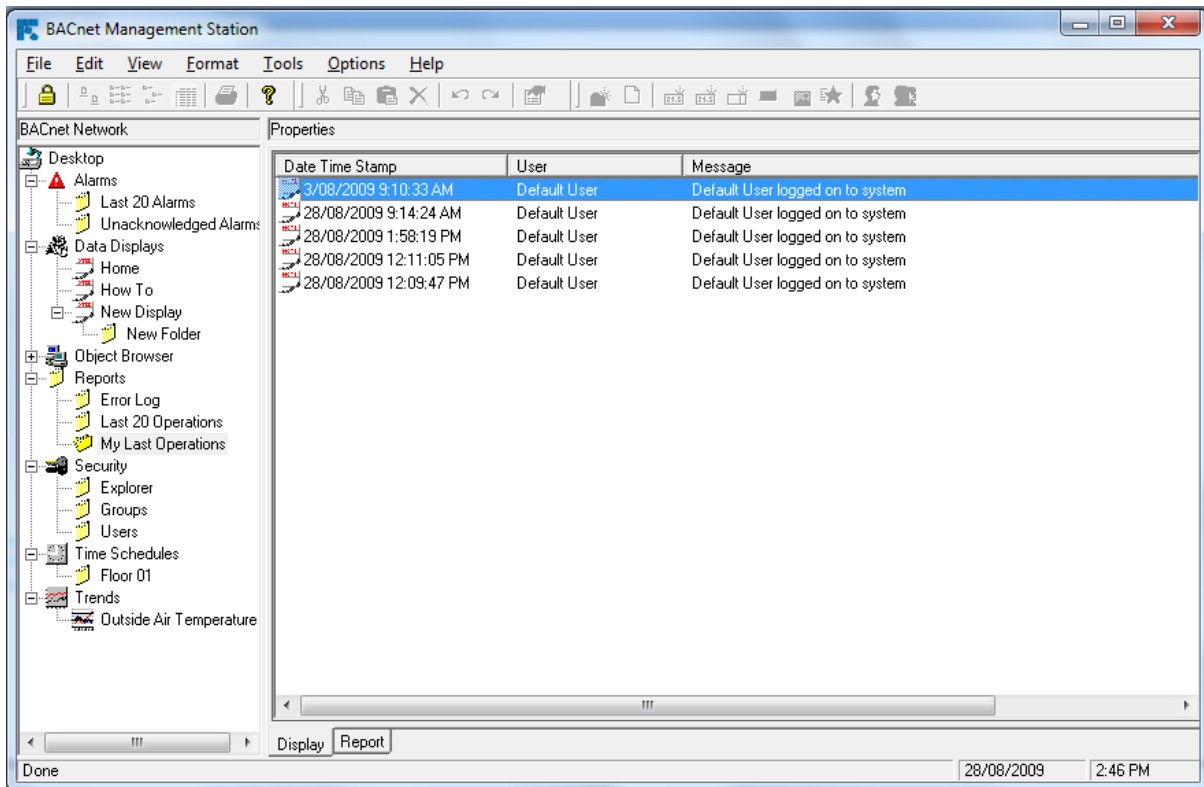 BACnet Management Station
File Edit View Format Tools Options Help
BACnet Network
Properties
Desktop
Alarms
Last 20 Alarms
Unacknowledged Alarms
Data Displays
Home
How To
New Display
New Folder
Object Browser
Reports
Error Log
Last 20 Operations
My Last Operations
Security
Explorer
Groups
Users
Time Schedules
Floor 01
Trends
Outside Air Temperature
Date Time Stamp User Message
3/08/2009 9:10:33 AM Default User Default User logged on to system
28/08/2009 9:14:24 AM Default User Default User logged on to system
28/08/2009 1:58:19 PM Default User Default User logged on to system
28/08/2009 12:11:05 PM Default User Default User logged on to system
28/08/2009 12:09:47 PM Default User Default User logged on to system
Display Report
Done 28/08/2009 2:46 PM